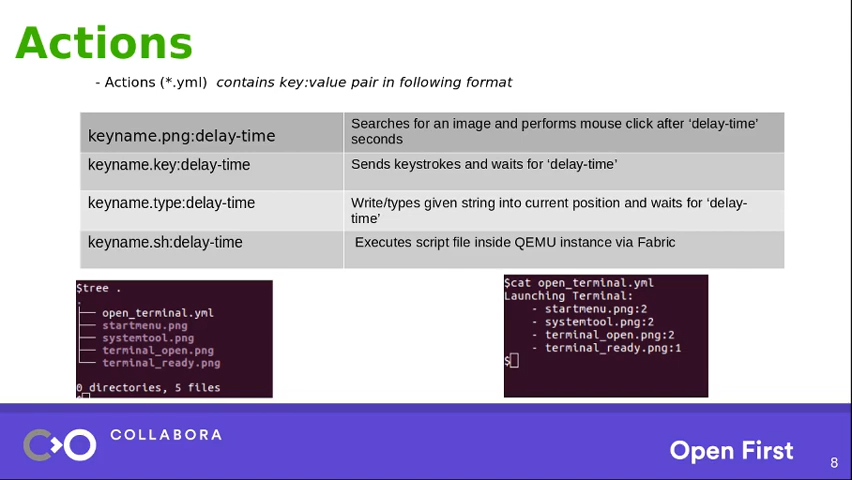 Actions
- Actions (*.yml)  contains key:value pair in following format
keyname.png:delay-time
Searches for an image and performs mouse click after ‘delay-time’
seconds
keyname.key:delay-time
Sends keystrokes and waits for ‘delay-time’
keyname.type:delay-time
Write/types given string into current position and waits for ‘delay-
time’
keyname.sh:delay-time
Executes script file inside QEMU instance via Fabric
$tree .
.
├── open_terminal.yml
├── startmenu.png
├── systemtool.png
├── terminal_open.png
└── terminal_ready.png
0 directories, 5 files
$cat open_terminal.yml
Launching Terminal:
- startmenu.png:2
- systemtool.png:2
- terminal_open.png:2
- terminal_ready.png:1
$
COLLABORA
Open First
8